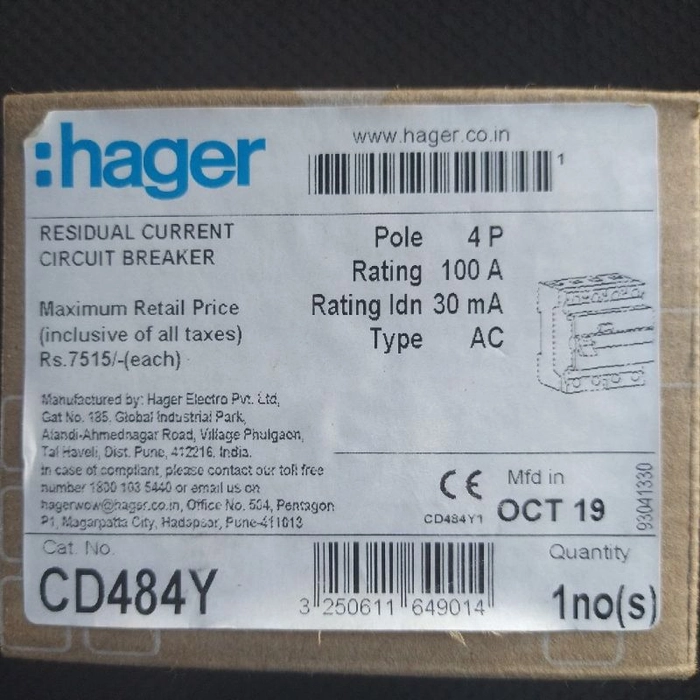 :hager
www.hager.co.in
1
RESIDUAL CURRENT
CIRCUIT BREAKER
Pole 4 P
Rating 100 A
Rating Idn 30 mA
Type AC
Maximum Retail Price
(inclusive of all taxes)
Rs.7515/-(each)
Manufactured by: Hager Electro Pvt. Ltd,
Gat No. 185. Global Industrial Park,
Alandi-Ahmednagar Road, Village Phulgaon,
Tal Haveli, Dist. Pune, 412216. India.
In case of compliant, please contact our toll free
number 1800 103 5440 or email us on
hagerwow@hager.co.in, Office No. 504, Pentagon
P1, Magarpatta City, Hadapsar, Pune-411013
CE
CD484Y1
Mfd in
OCT 19
93041330
Cat. No.
CD484Y
3 250611 649014
Quantity
1no(s)